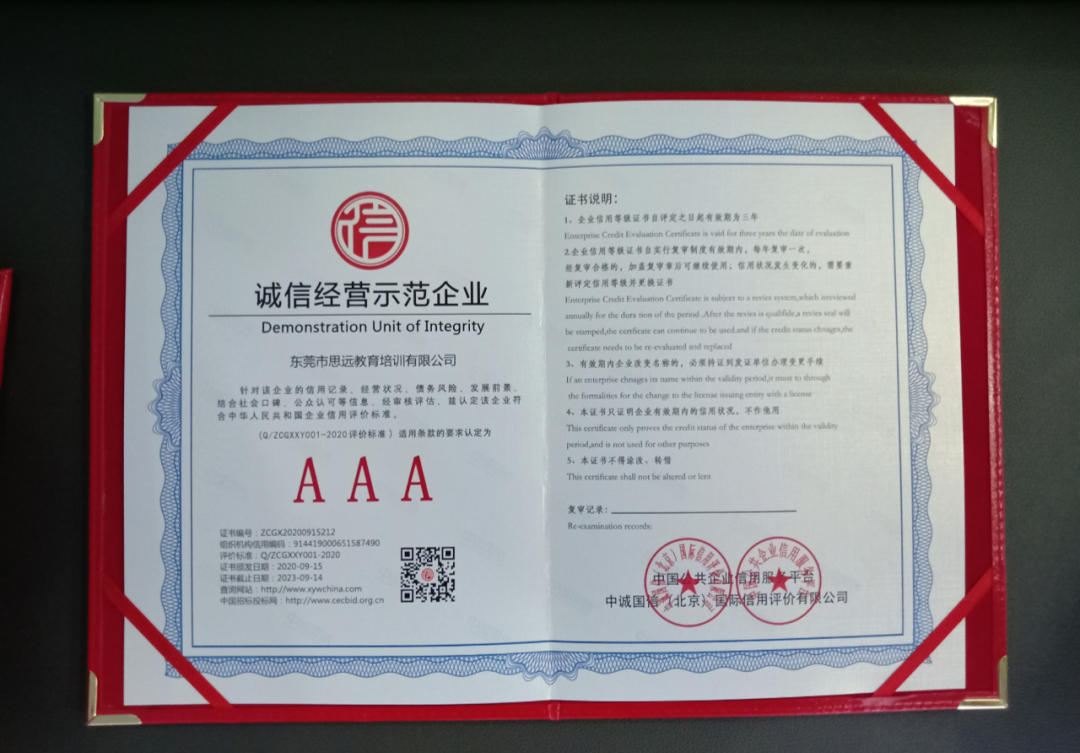 信
诚信经营示范企业
Demonstration Unit of Integrity
东莞市思远教育培训有限公司
针对该企业的信用记录、经营状况、债务风险、发展前景、
结合社会口碑、公众认可等信息、经审核评估、兹认定该企业符
合中华人民共和国企业信用评价标准。
（Q/ZCGXXY001-2020评价标准）适用条款的要求认定为
AAA
证书编号：ZCGX20200915212
组织机构信用编码：914419000651587490
评价标准：Q/ZCGXXY001-2020
证书颁发日期：2020-09-15
证书截止日期：2023-09-14
查询网站：http://www.xywchina.com
中国招标投标网：http://www.cecbid.org.cn
证书说明：
1、企业信用等级证书自评定之日起有效期为三年
Enterprise Credit Evaluation Certificate is vaid for three years the date of evaluation
2.企业信用等级证书自实行复审制度有效期内，每年复审一次，
经复审合格的，加盖复审章后可继续使用；信用状况发生变化的，需要重
新评定信用等级并更换证书
Enterprise Credit Evaluation Certificate is subject to a revies system,which isreviewed
annually for the dura tion of the period .After the revies is qualifide,a revies seal will
be stamped,the certficate can continue to be used.and if the credit status chnages,the
certificate needs to be re-evaluated and replaced
3、有效期内企业改变名称的，必须持证到发证单位办理变更手续
If an enterprise chnages its name within the validity period,it must to through
the formalities for the change to the license issuing entity with a license
4、本证书只证明企业有效期内的信用状况，不作他用
This certificate only proves the credit status of the enterprise within the validity
period,and is not used for other purposes
5、本证书不得涂改、转借
This certificate shall not be altered or lent
复审记录：
Re-examination records:
中国公共企业信用服务平台
中诚国信（北京）国际信用评价有限公司